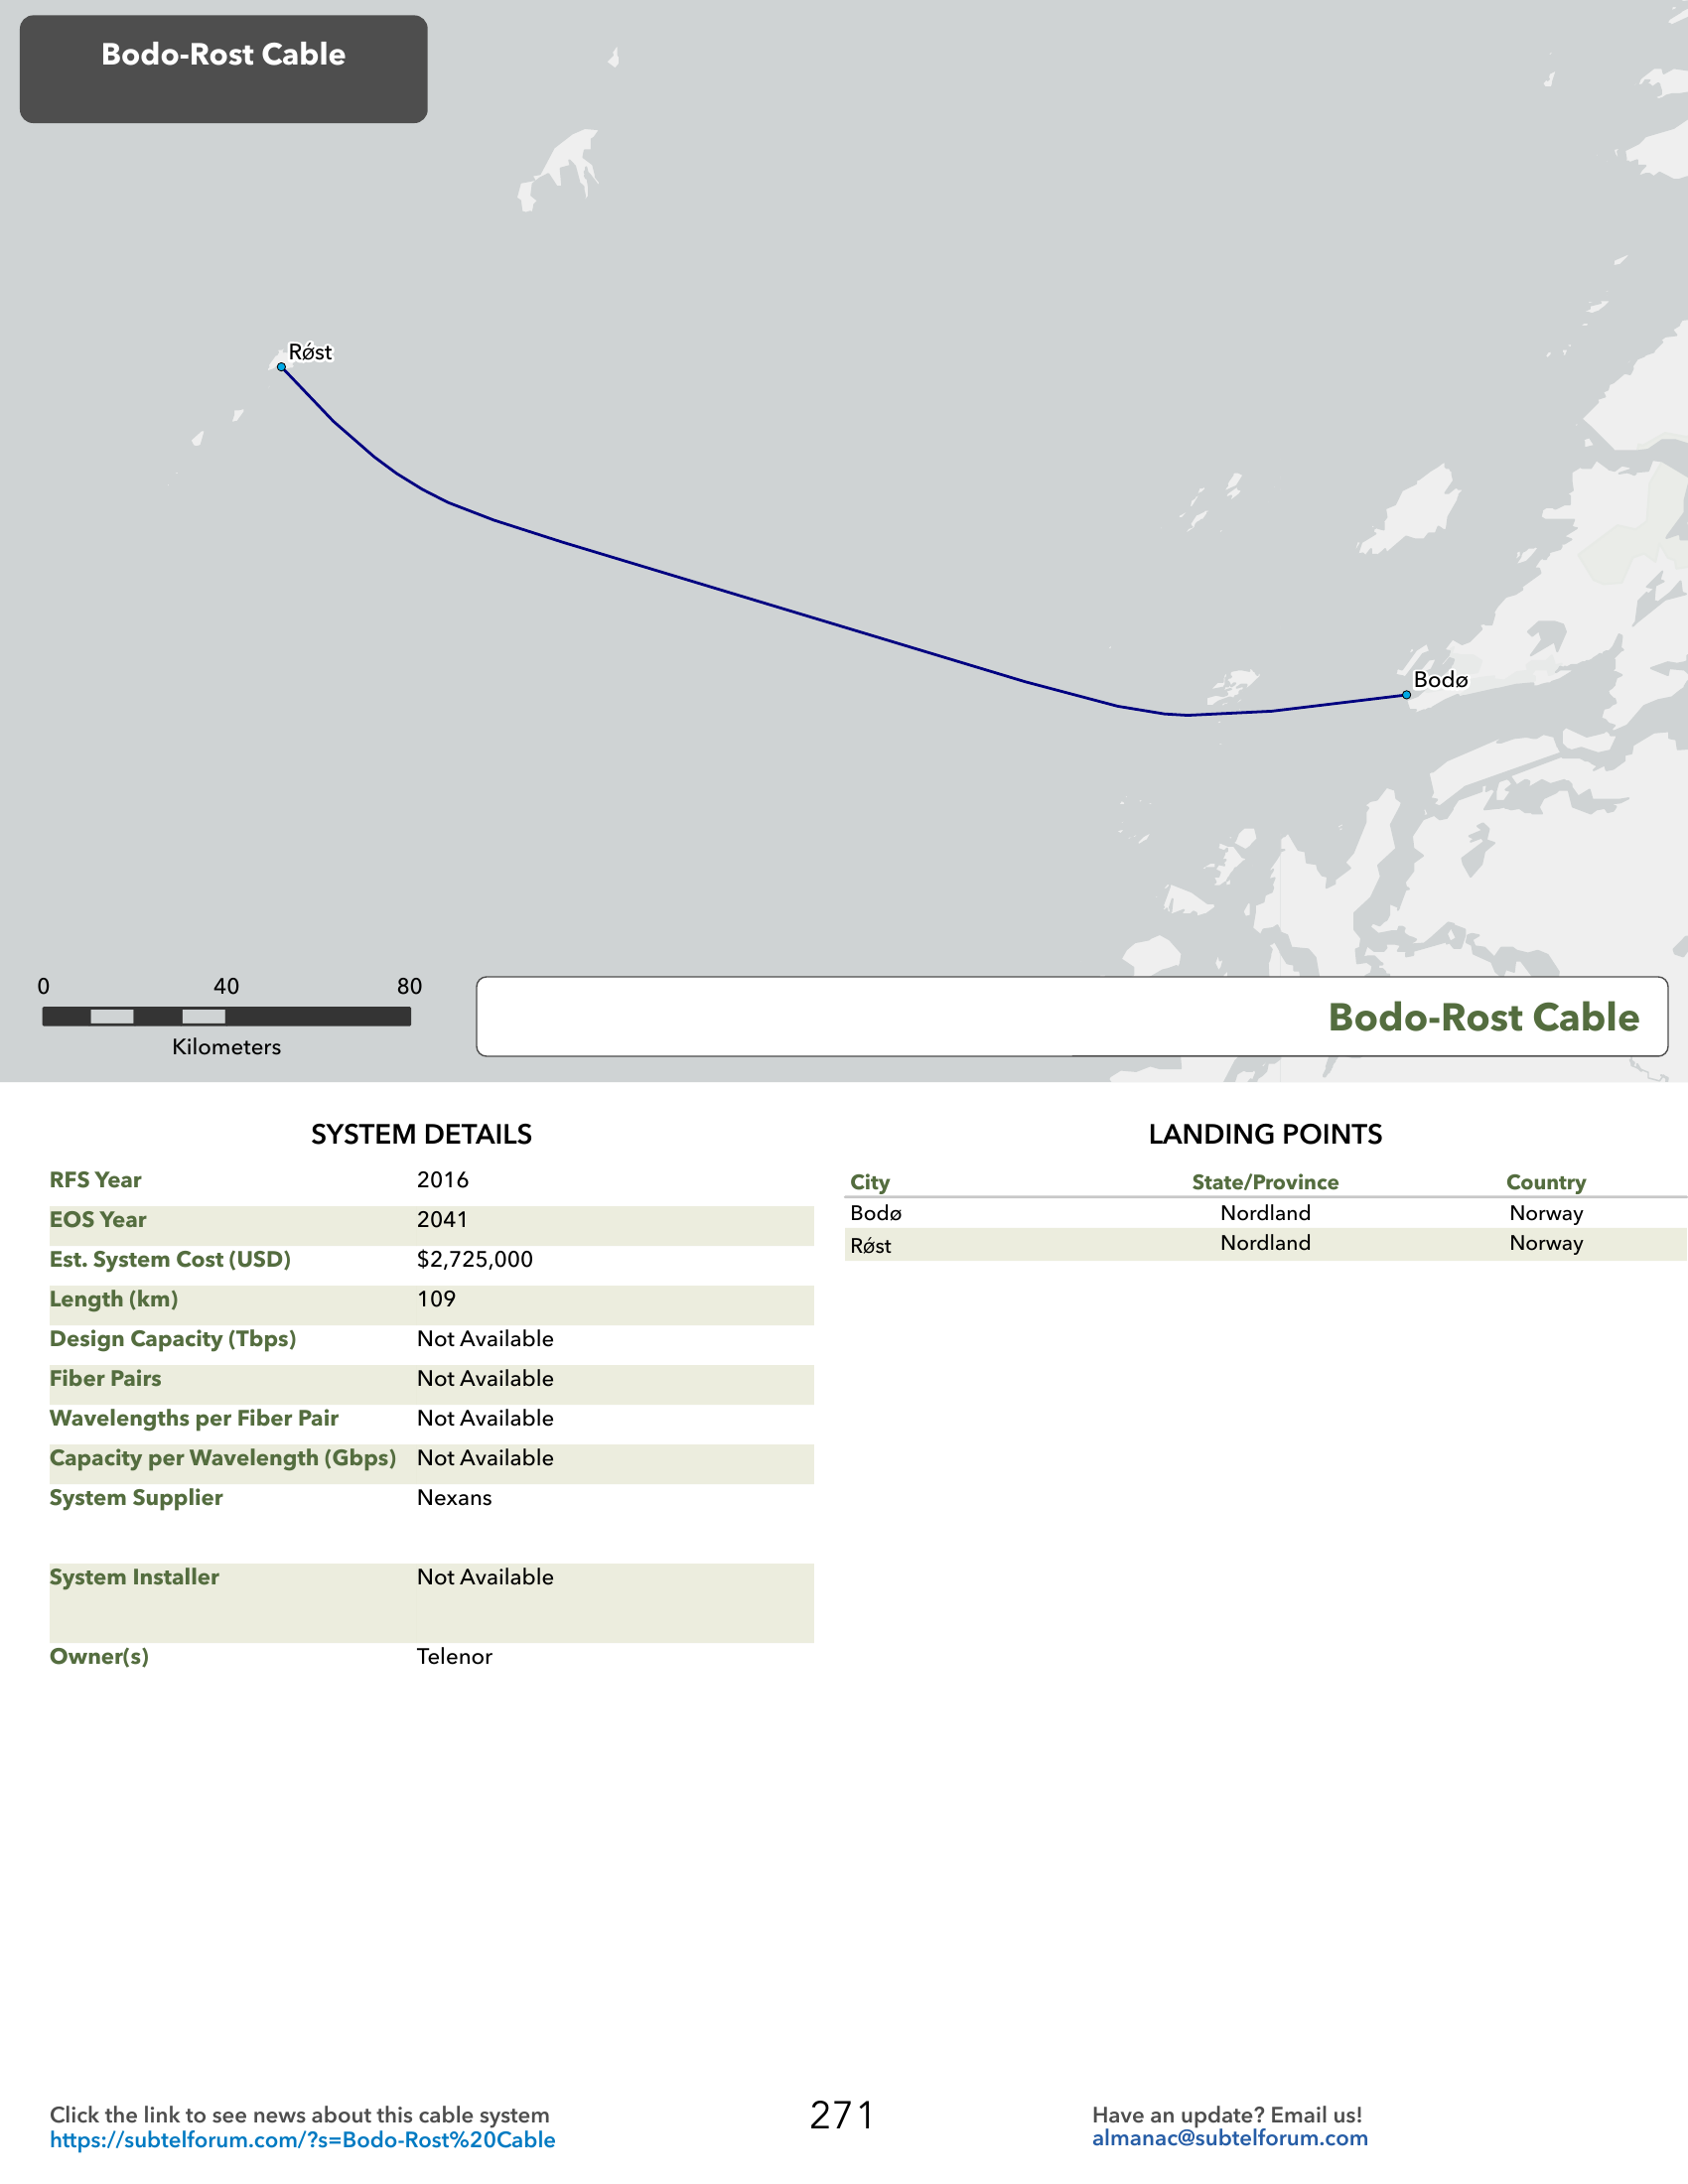 Bodo-Rost Cable
Røst
Bodø
0 40 80
Kilometers
Bodo-Rost Cable
SYSTEM DETAILS
RFS Year 2016
EOS Year 2041
Est. System Cost (USD) $2,725,000
Length (km) 109
Design Capacity (Tbps) Not Available
Fiber Pairs Not Available
Wavelengths per Fiber Pair Not Available
Capacity per Wavelength (Gbps) Not Available
System Supplier Nexans
System Installer Not Available
Owner(s) Telenor
LANDING POINTS
City State/Province Country
Bodø Nordland Norway
Rǿst Nordland Norway
Click the link to see news about this cable system
https://subtelforum.com/?s=Bodo-Rost%20Cable
271
Have an update? Email us!
almanac@subtelforum.com